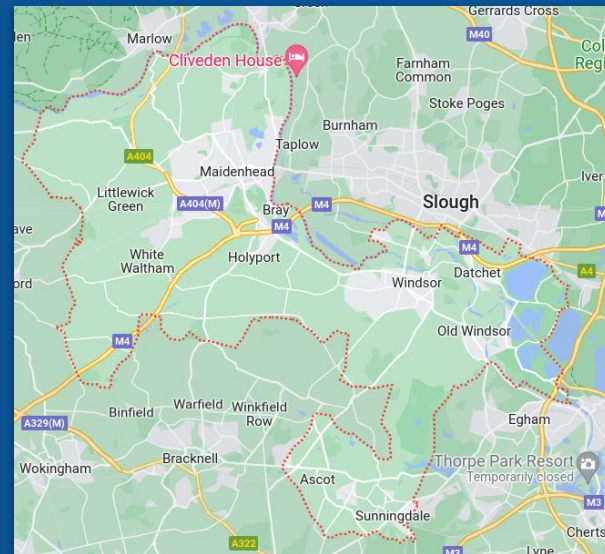 Gerrards Cross
Marlow
M40
Cliveden House
Farnham
Common
Stoke Poges
Burnham
A404
Taplow
Maidenhead
Littlewick
Green
A404(M)
Bray
M4
Slough
M4
M4
White
Waltham
Holyport
Datchet
A4
Windsor
Old Windsor
M4
Binfield
Warfield
Winkfield
Row
A329(M)
Egham
Bracknell
Wokingham
Thorpe Park Resort
Temporarily closed
Ascot
M3
Sunningdale
A322
M3